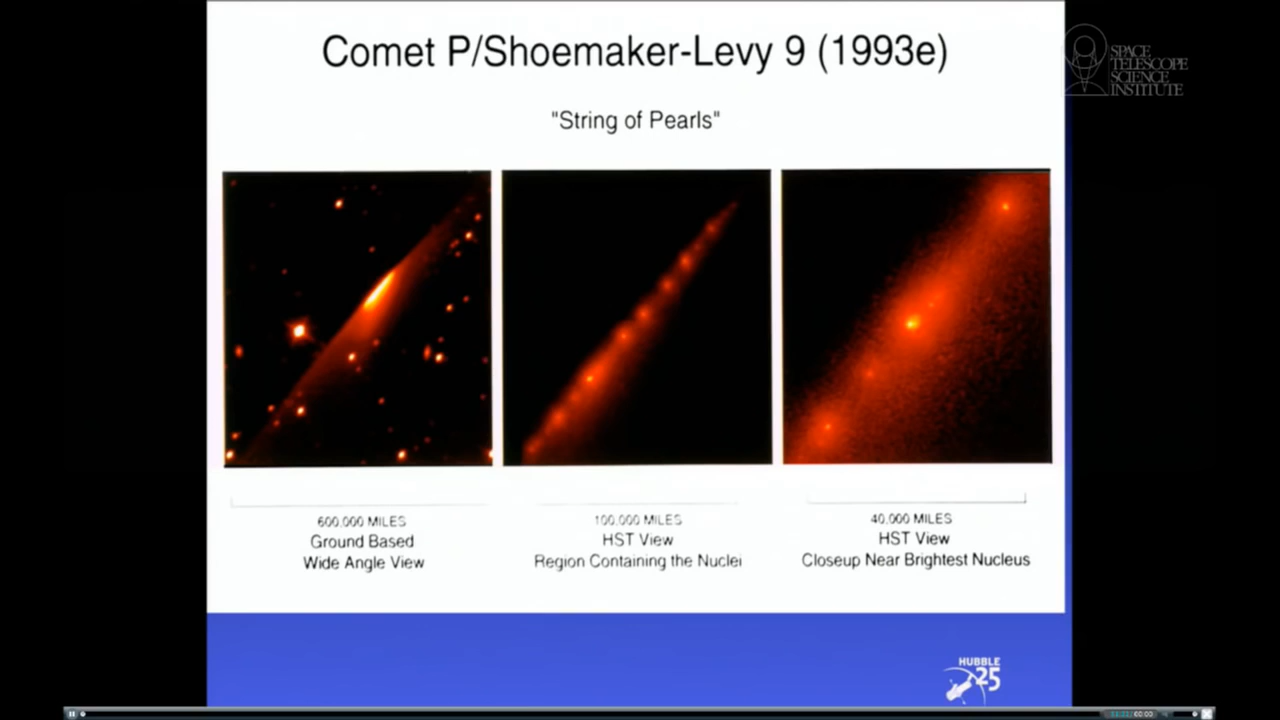 Comet P/Shoemaker-Levy 9 (1993e)
SPACE
TELESCOPE
SCIENCE
INSTITUTE
"String of Pearls"
600,000 MILES
Ground Based
Wide Angle View
100,000 MILES
HST View
Region Containing the Nuclei
40,000 MILES
HST View
Closeup Near Brightest Nucleus
HUBBLE
25